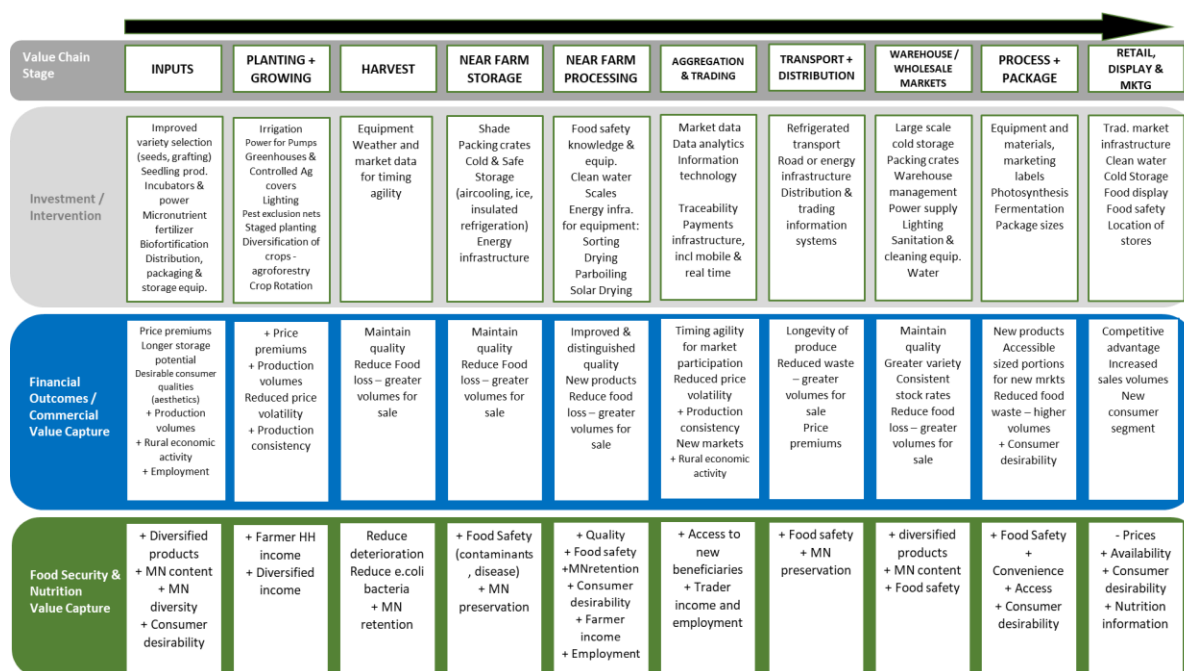 Value Chain
Stage
INPUTS
PLANTING +
GROWING
HARVEST
NEAR FARM
STORAGE
NEAR FARM
PROCESSING
AGGREGATION
& TRADING
TRANSPORT +
DISTRIBUTION
WAREHOUSE /
WHOLESALE
MARKETS
PROCESS +
PACKAGE
RETAIL,
DISPLAY &
MKTG
Investment /
Intervention
Improved
variety selection
(seeds, grafting)
Seedling prod.
Incubators &
power
Micronutrient
fertilizer
Biofortification
Distribution,
packaging &
storage equip.
Irrigation
Power for Pumps
Greenhouses &
Controlled Ag
covers
Lighting
Pest exclusion nets
Staged planting
Diversification of
crops -
agroforestry
Crop Rotation
Equipment
Weather and
market data
for timing
agility
Shade
Packing crates
Cold & Safe
Storage
(aircooling, ice,
insulated
refrigeration)
Energy
infrastructure
Food safety
knowledge &
equip.
Clean water
Scales
Energy infra.
for equipment:
Sorting
Drying
Parboiling
Solar Drying
Market data
Data analytics
Information
technology
Traceability
Payments
infrastructure,
incl mobile &
real time
Refrigerated
transport
Road or energy
infrastructure
Distribution &
trading
information
systems
Large scale
cold storage
Packing crates
Warehouse
management
Power supply
Lighting
Sanitation &
cleaning equip.
Water
Equipment and
materials,
marketing
labels
Photosynthesis
Fermentation
Package sizes
Trad. market
infrastructure
Clean water
Cold Storage
Food display
Food safety
Location of
stores
Financial
Outcomes /
Commercial
Value Capture
Price premiums
Longer storage
potential
Desirable consumer
qualities
(aesthetics)
+ Production
volumes
+ Rural economic
activity
+ Employment
+ Price
premiums
+ Production
volumes
Reduced price
volatility
+ Production
consistency
Maintain
quality
Reduce Food
loss – greater
volumes for
sale
Maintain
quality
Reduce Food
loss – greater
volumes for
sale
Improved &
distinguished
quality
New products
Reduce food
loss – greater
volumes for
sale
Timing agility
for market
participation
Reduced price
volatility
+ Production
consistency
New markets
+ Rural economic
activity
Longevity of
produce
Reduced waste
– greater
volumes for
sale
Price
premiums
Maintain
quality
Greater variety
Consistent
stock rates
Reduce food
loss – greater
volumes for
sale
New products
Accessible
sized portions
for new mrkts
Reduced food
waste – higher
volumes
+ Consumer
desirability
Competitive
advantage
Increased
sales volumes
New
consumer
segment
Food Security &
Nutrition
Value Capture
+ Diversified
products
+ MN content
+ MN
diversity
+ Consumer
desirability
+ Farmer HH
income
+ Diversified
income
Reduce
deterioration
Reduce e.coli
bacteria
+ MN
retention
+ Food Safety
(contaminants
, disease)
+ MN
preservation
+ Quality
+ Food safety
+MNretention
+ Consumer
desirability
+ Farmer
income
+ Employment
+ Access to
new
beneficiaries
+ Trader
income and
employment
+ Food safety
+ MN
preservation
+ diversified
products
+ MN content
+ Food safety
+ Food Safety
+
Convenience
+ Access
+ Consumer
desirability
- Prices
+ Availability
+ Consumer
desirability
+ Nutrition
information